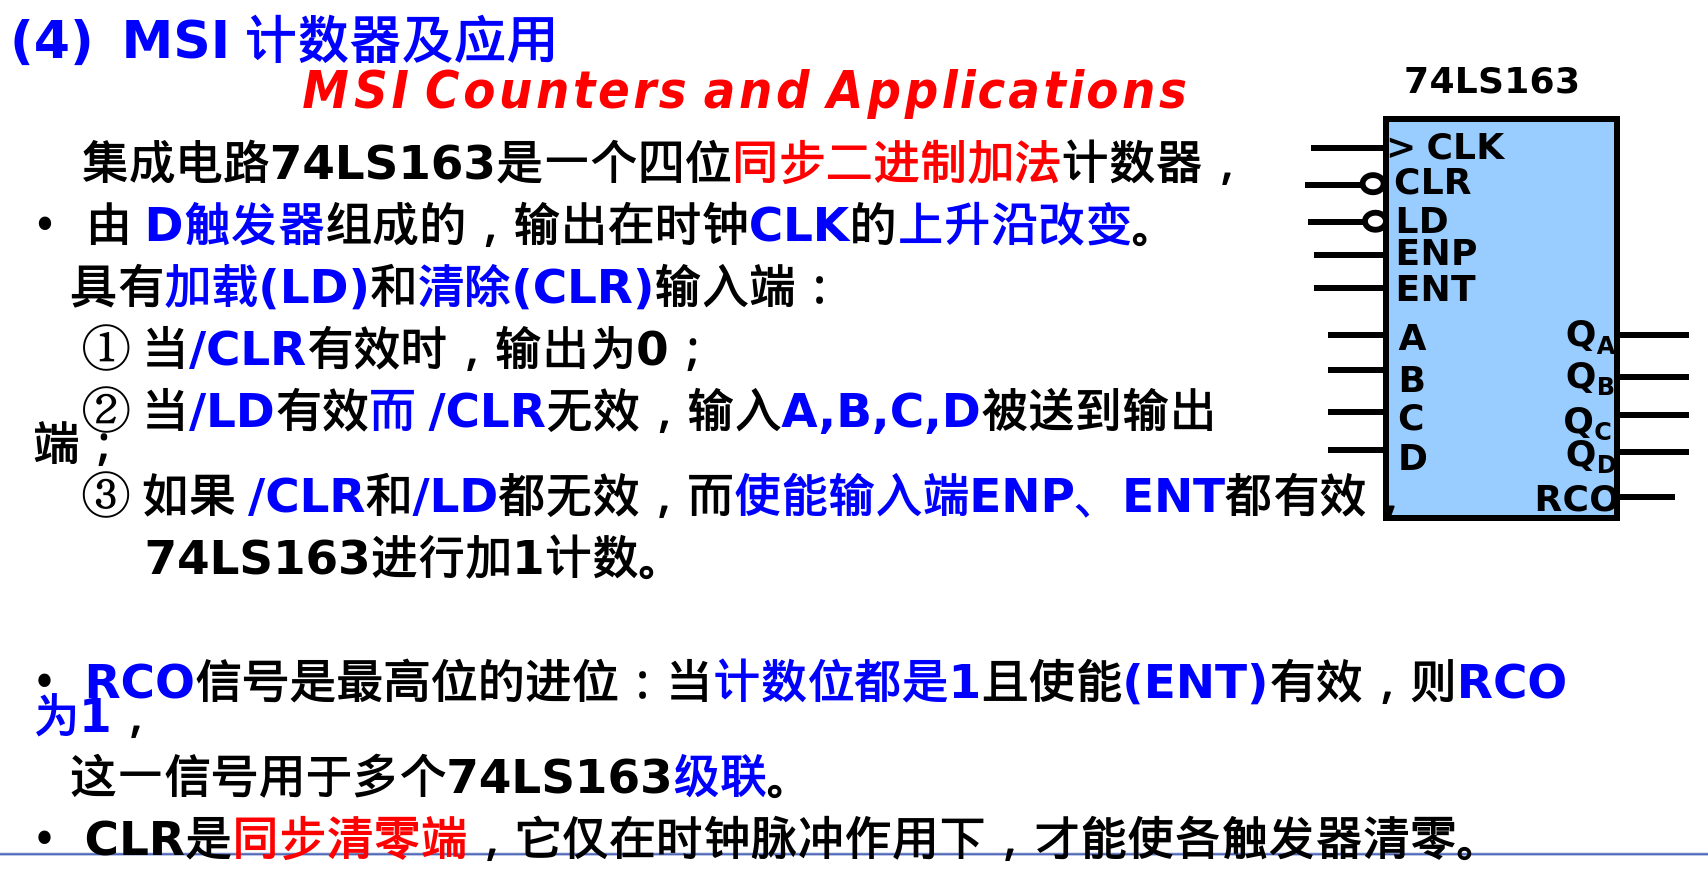 (4) MSI 计数器及应用
MSI Counters and Applications
集成电路74LS163是一个四位同步二进制加法计数器，
• 由 D触发器组成的，输出在时钟CLK的上升沿改变。
具有加载(LD)和清除(CLR)输入端：
① 当/CLR有效时，输出为0；
② 当/LD有效而 /CLR无效，输入A,B,C,D被送到输出
端；
③ 如果 /CLR和/LD都无效，而使能输入端ENP、ENT都有效，
74LS163进行加1计数。
• RCO信号是最高位的进位：当计数位都是1且使能(ENT)有效，则RCO
为1，
这一信号用于多个74LS163级联。
• CLR是同步清零端，它仅在时钟脉冲作用下，才能使各触发器清零。
74LS163
> CLK
CLR
LD
ENP
ENT
A
B
C
D
QA
QB
QC
QD
RCO